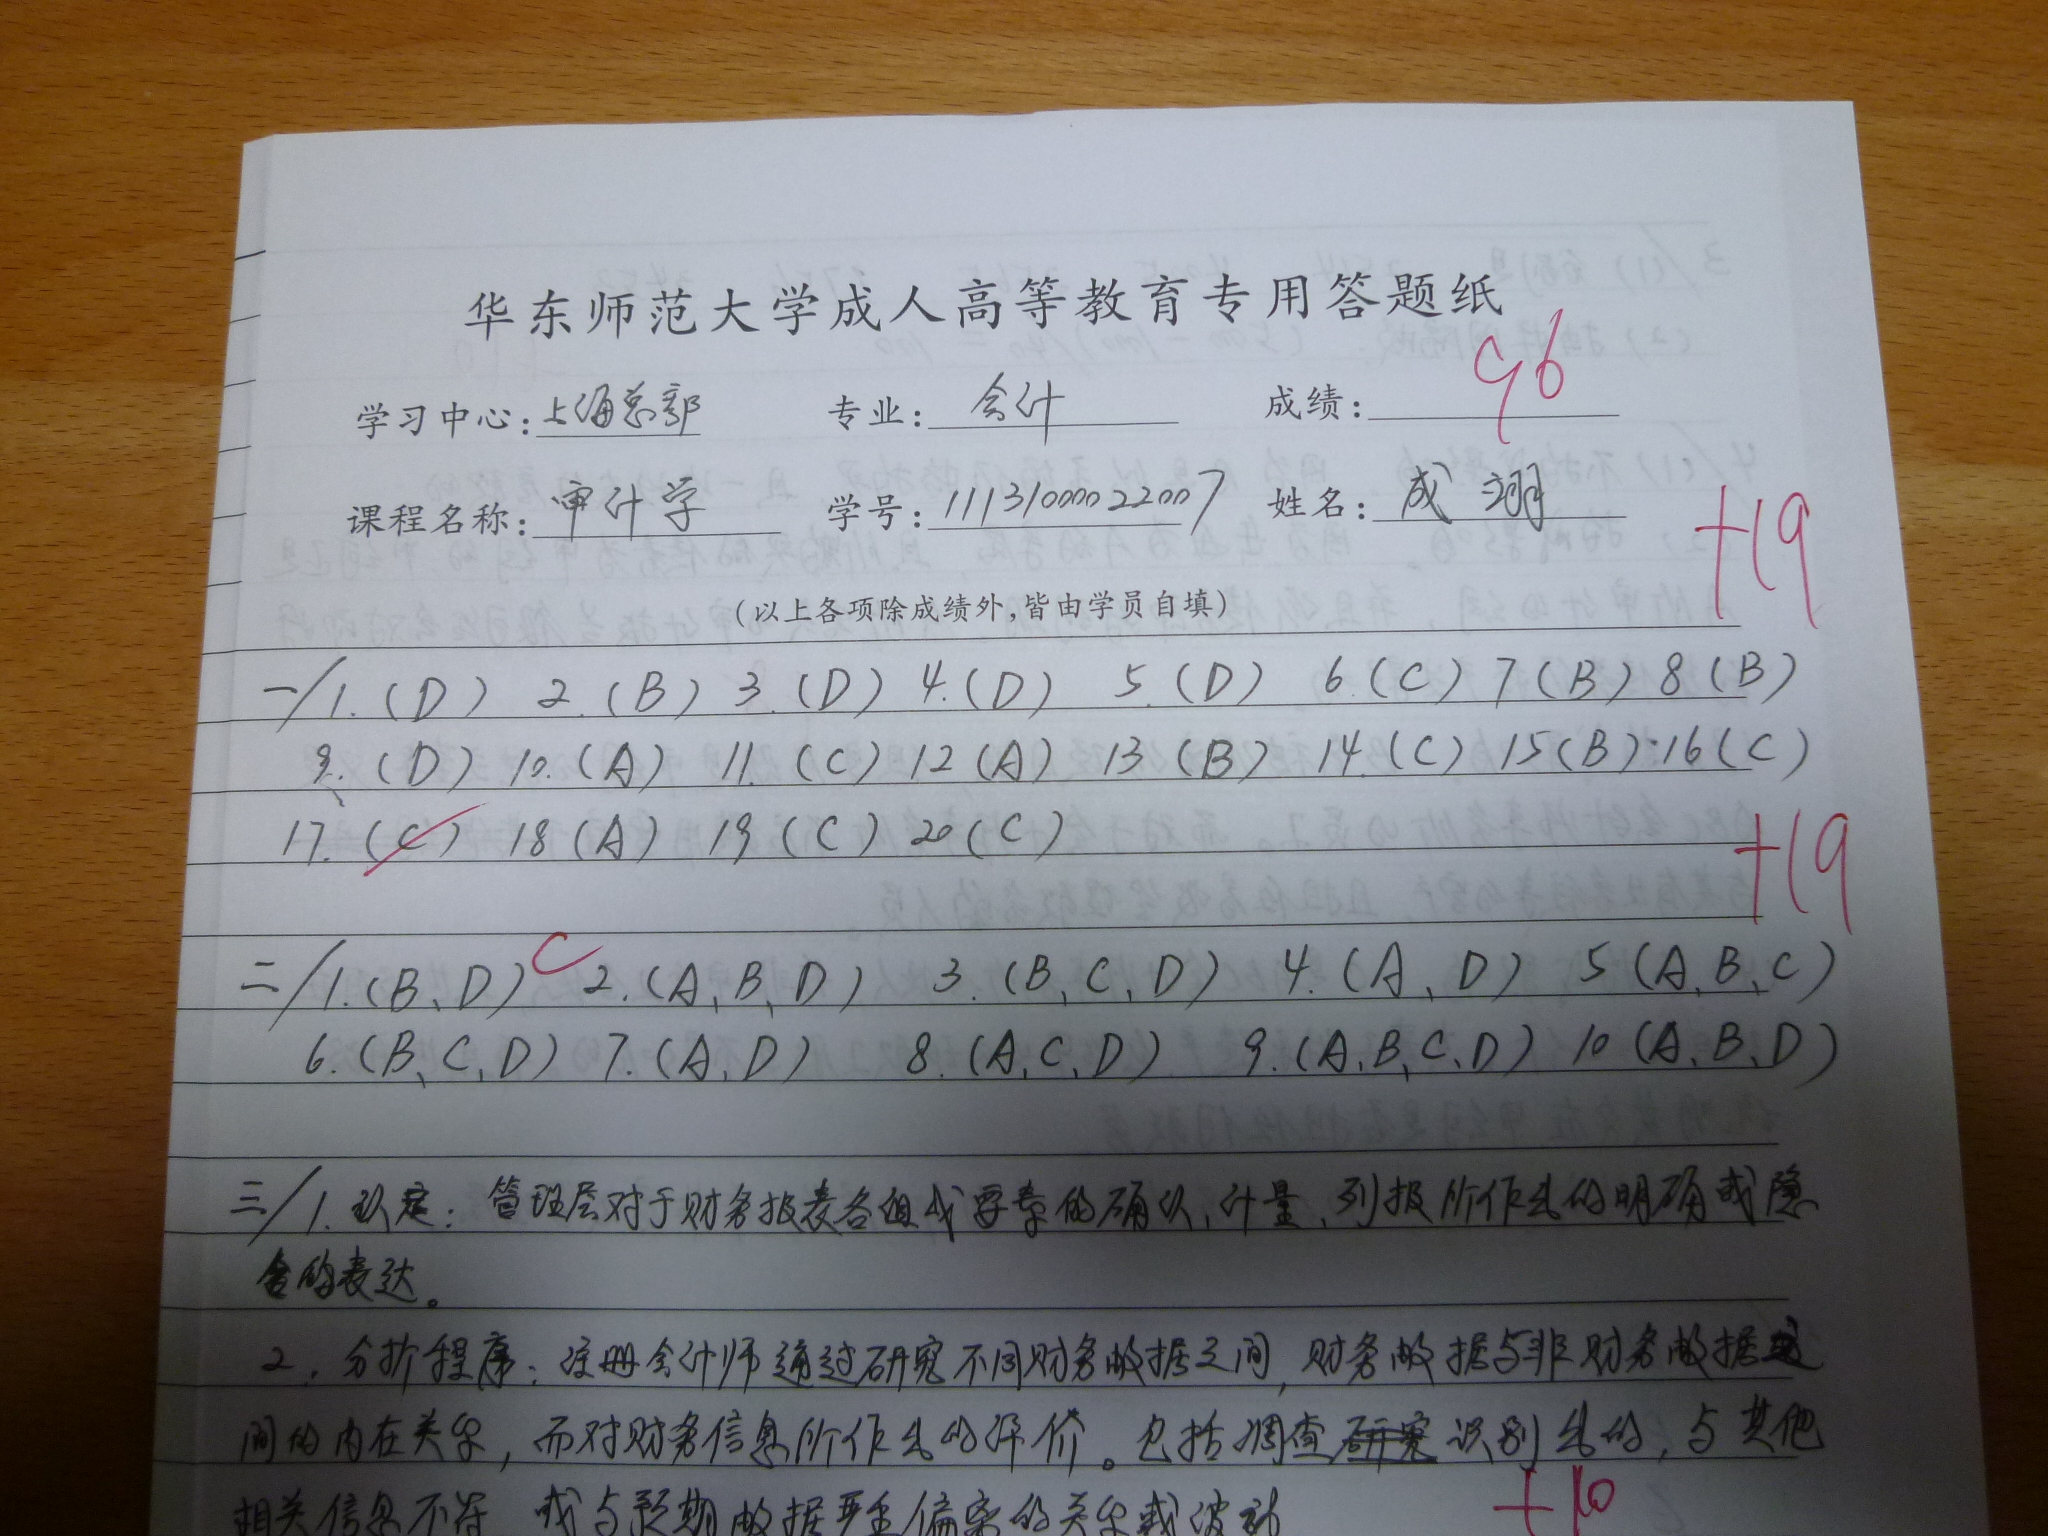 华东师范大学成人高等教育专用答题纸
学习中心:上海总部 专业:会计 成绩:96
课程名称:审计学 学号:111310000022007 姓名:成翊
+19
(以上各项除成绩外,皆由学员自填)
一/1.(D) 2.(B) 3.(D) 4.(D) 5.(D) 6.(C) 7(B) 8(B)
9.(D) 10.(A) 11.(C) 12(A) 13(B) 14.(C) 15(B)·16(C)
17.(C) 18(A) 19(C) 20(C)
+19
二/1.(B、D) C 2.(A、B、D) 3.(B、C、D) 4.(A、D) 5(A、B、C)
6.(B、C、D) 7.(A、D) 8.(A、C、D) 9.(A、B、C、D) 10(A、B、D)
三/1.认定:管理层对于财务报表各组成要素的确认、计量、列报所作出的明确或隐
含的表达。
2.分析程序:注册会计师通过研究不同财务数据之间,财务数据与非财务数据之
间的内在关系,而对财务信息所作出的评价。包括调查研究识别出的,与其他
相关信息不符 或与预期数据严重偏离的关系或波动
+10